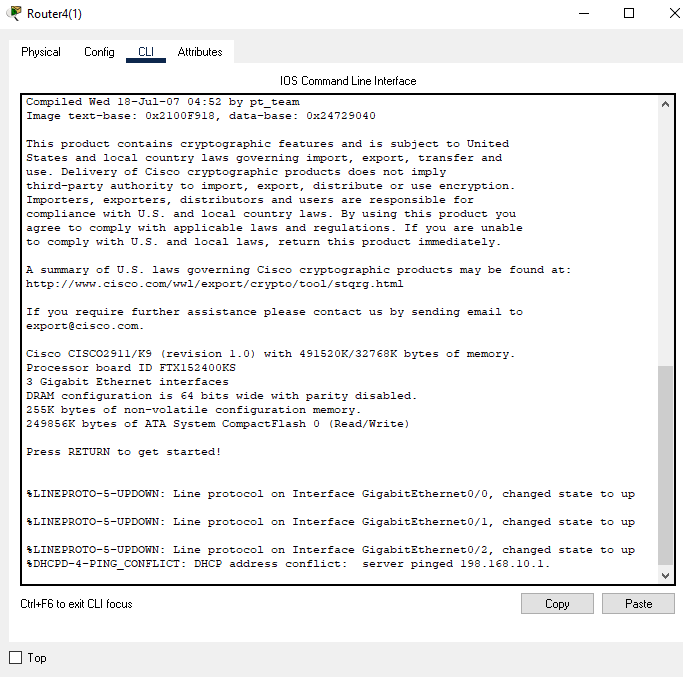 Router4(1)
Physical Config CLI Attributes
IOS Command Line Interface
Compiled Wed 18-Jul-07 04:52 by pt_team
Image text-base: 0x2100F918, data-base: 0x24729040
This product contains cryptographic features and is subject to United
States and local country laws governing import, export, transfer and
use. Delivery of Cisco cryptographic products does not imply
third-party authority to import, export, distribute or use encryption.
Importers, exporters, distributors and users are responsible for
compliance with U.S. and local country laws. By using this product you
agree to comply with applicable laws and regulations. If you are unable
to comply with U.S. and local laws, return this product immediately.
A summary of U.S. laws governing Cisco cryptographic products may be found at:
http://www.cisco.com/wwl/export/crypto/tool/stqrg.html
If you require further assistance please contact us by sending email to
export@cisco.com.
Cisco CISCO2911/K9 (revision 1.0) with 491520K/32768K bytes of memory.
Processor board ID FTX152400KS
3 Gigabit Ethernet interfaces
DRAM configuration is 64 bits wide with parity disabled.
255K bytes of non-volatile configuration memory.
249856K bytes of ATA System CompactFlash 0 (Read/Write)
Press RETURN to get started!
%LINEPROTO-5-UPDOWN: Line protocol on Interface GigabitEthernet0/0, changed state to up
%LINEPROTO-5-UPDOWN: Line protocol on Interface GigabitEthernet0/1, changed state to up
%LINEPROTO-5-UPDOWN: Line protocol on Interface GigabitEthernet0/2, changed state to up
%DHCPD-4-PING_CONFLICT: DHCP address conflict:  server pinged 198.168.10.1.
Ctrl+F6 to exit CLI focus
Copy Paste
Top